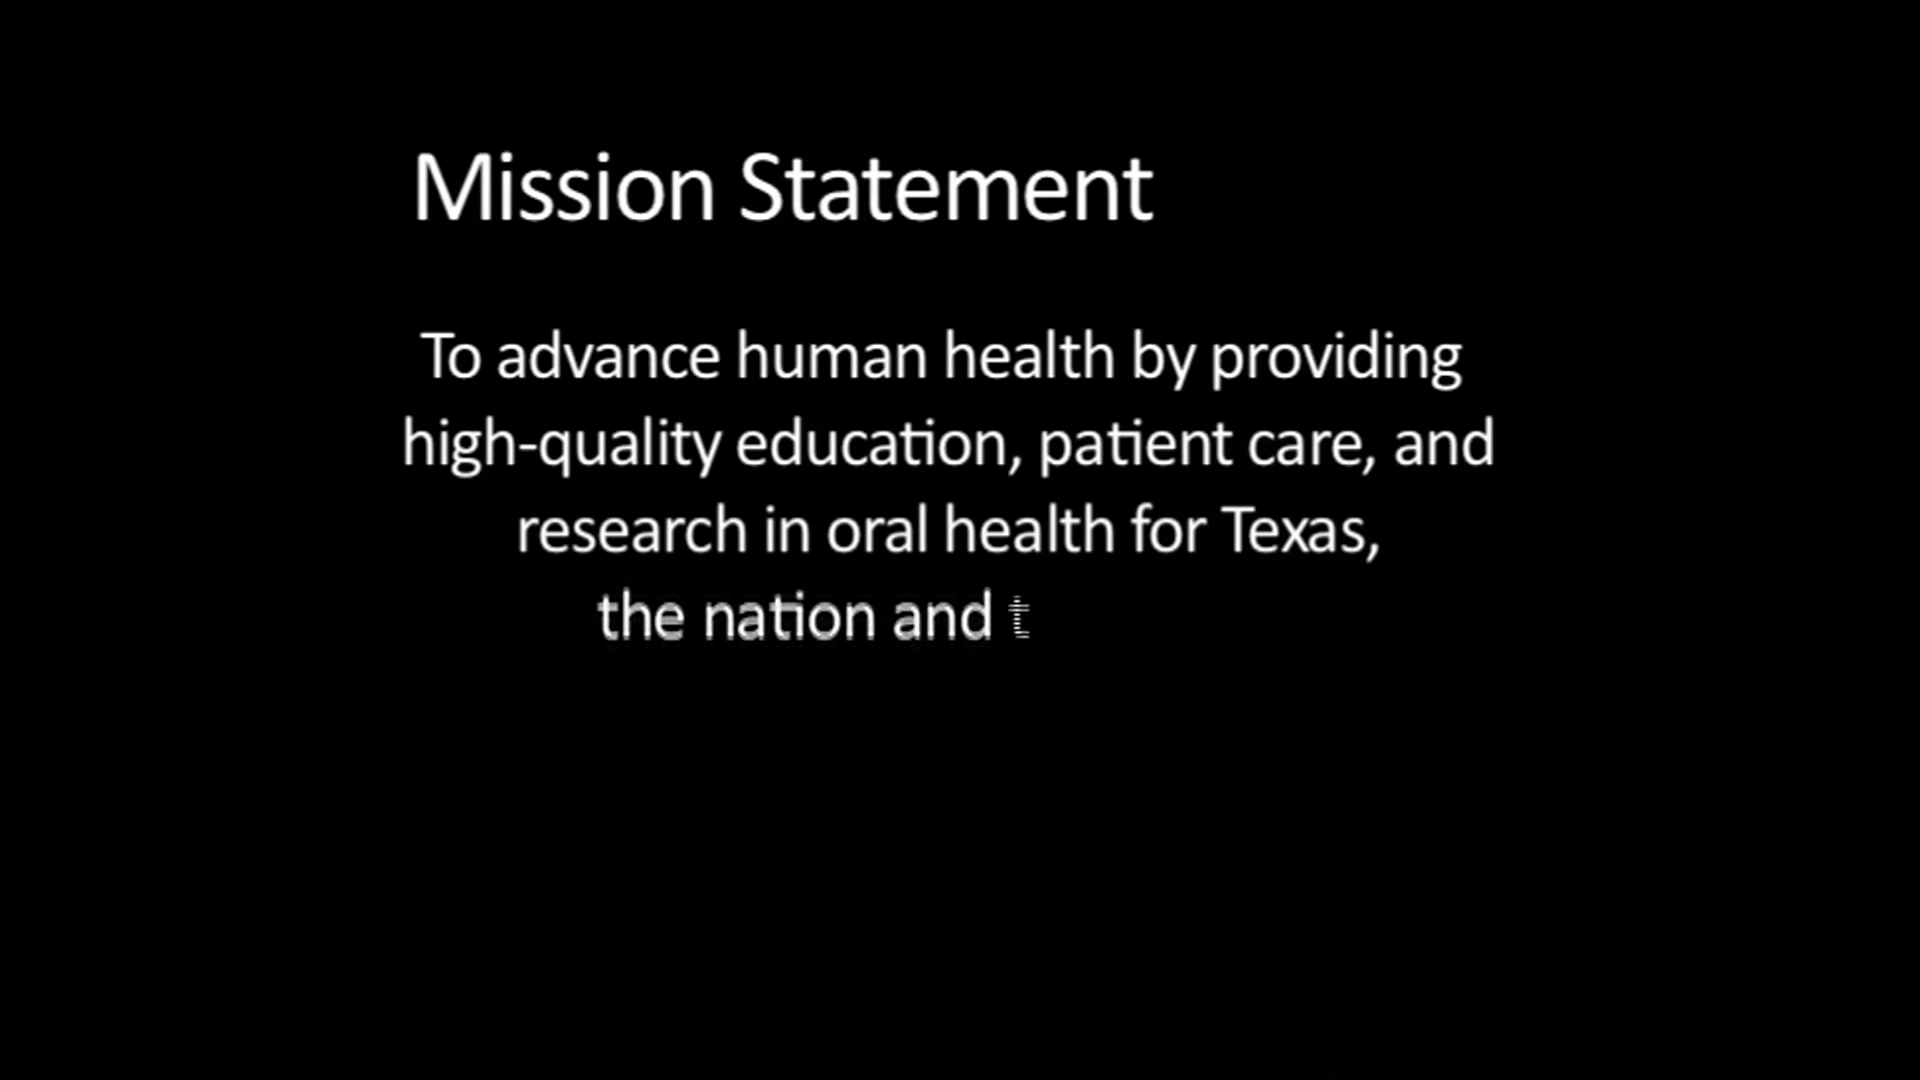 Mission Statement
To advance human health by providing
high-quality education, patient care, and
research in oral health for Texas,
the nation and t